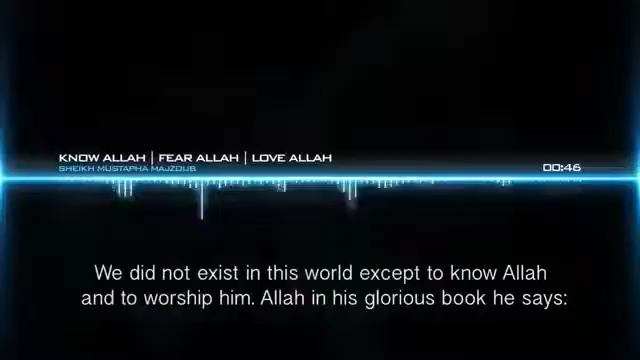 KNOW ALLAH | FEAR ALLAH | LOVE ALLAH
SHEIKH MUSTAPHA MAJZOUB
00:46
We did not exist in this world except to know Allah
and to worship him. Allah in his glorious book he says: